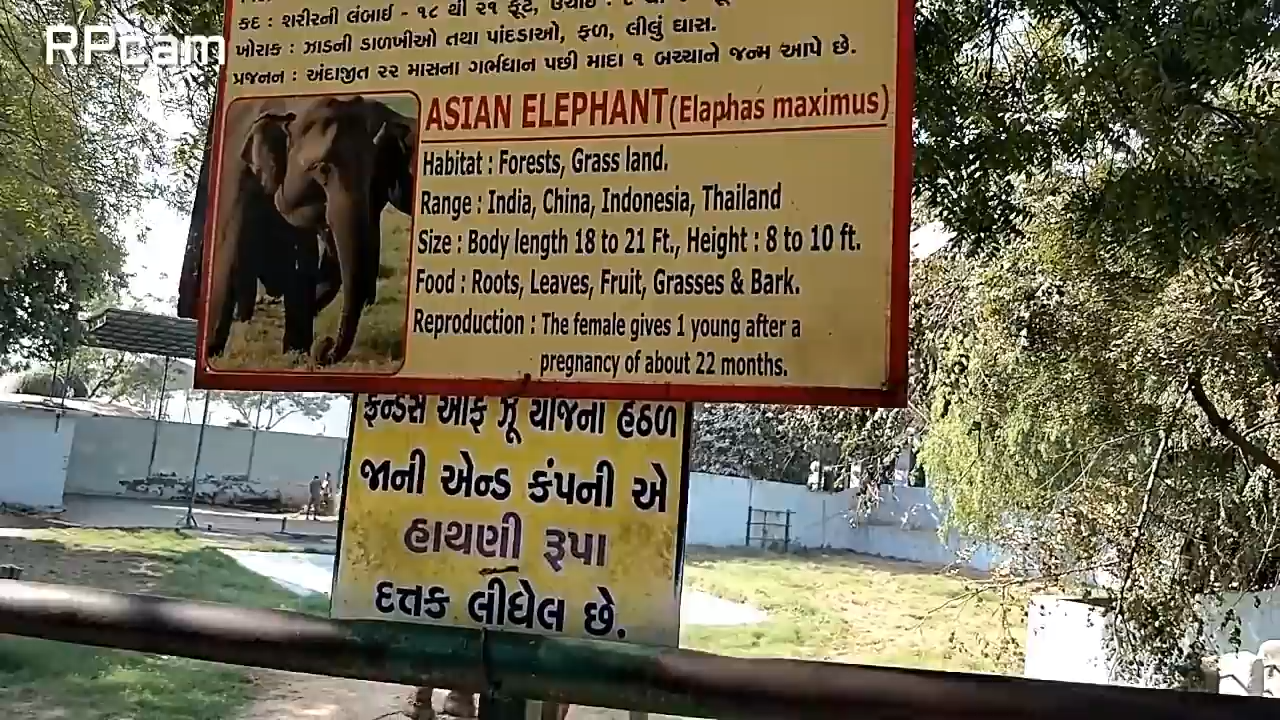 RPcam
કદ : શરીરની લંબાઈ - ૧૮ થી ૨૧ ફૂટ, ઉંચાઈ :
ખોરાક : ઝાડની ડાળખીઓ તથા પાંદડાઓ, ફળ, લીલું ઘાસ.
પ્રજનન : અંદાજીત ૨૨ માસના ગર્ભધાન પછી માદા ૧ બચ્ચાને જન્મ આપે છે.
ASIAN ELEPHANT (Elaphas maximus)
Habitat : Forests, Grass land.
Range : India, China, Indonesia, Thailand
Size : Body length 18 to 21 Ft., Height : 8 to 10 ft.
Food : Roots, Leaves, Fruit, Grasses & Bark.
Reproduction : The female gives 1 young after a
pregnancy of about 22 months.
ફ્રેન્ડસ ઓફ ઝૂ યોજના હેઠળ
જાની એન્ડ કંપની એ
હાથણી રૂપા
દત્તક લીધેલ છે.